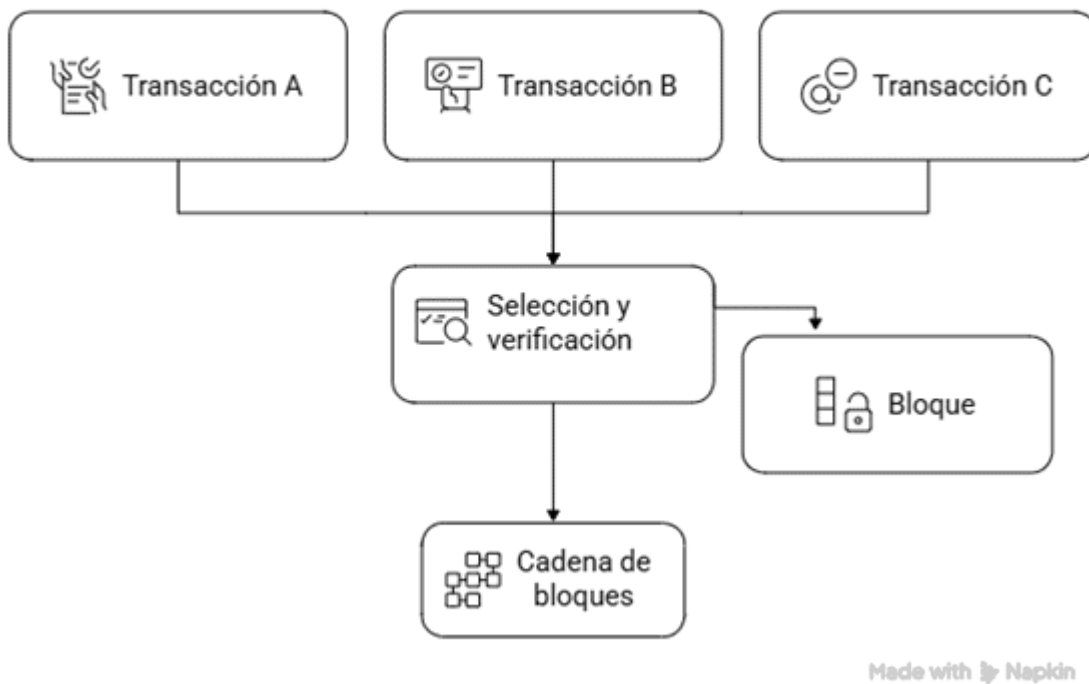 Transacción A
Transacción B
Transacción C
Selección y
verificación
Bloque
Cadena de
bloques
Made with Napkin